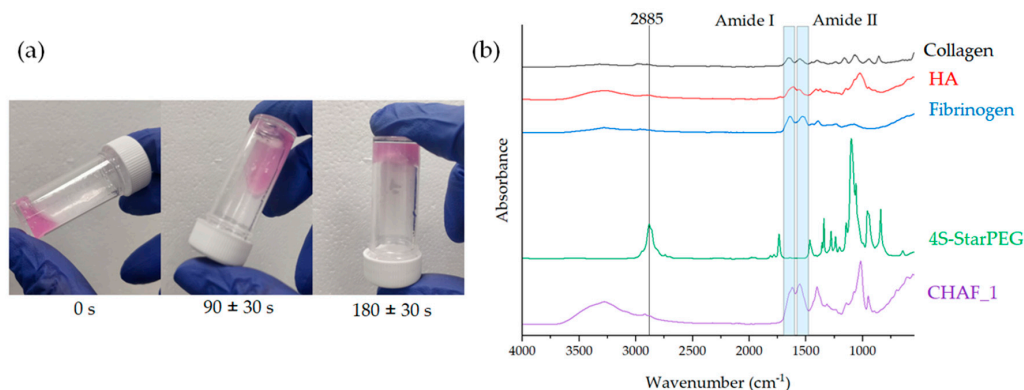 (a)
0 s
90 ± 30 s
180 ± 30 s
(b)
2885
Amide I
Amide II
Collagen
HA
Fibrinogen
4S-StarPEG
CHAF_1
Absorbance
4000
3500
3000
2500
2000
1500
1000
Wavenumber (cm⁻¹)